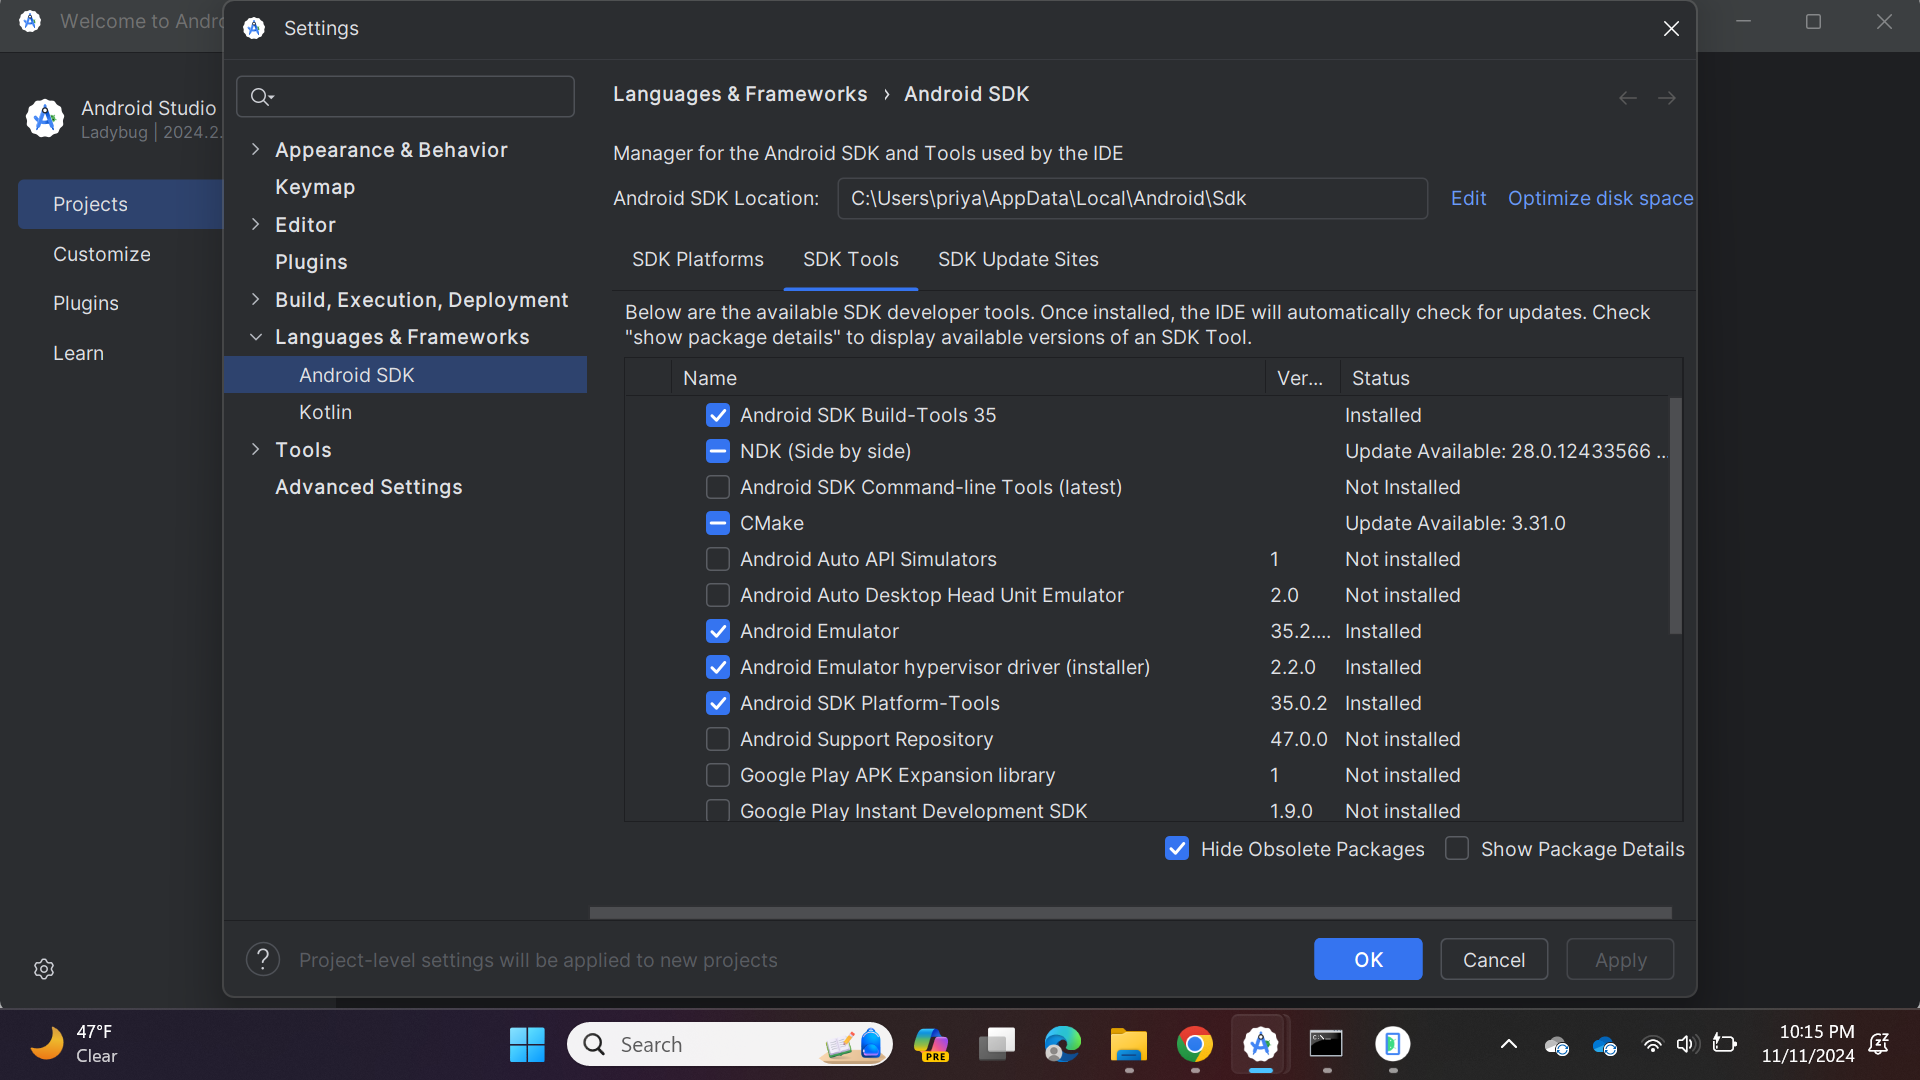 Welcome to Andr
Settings
Android Studio
Ladybug | 2024.2.
Projects
Customize
Plugins
Learn
Appearance & Behavior
Keymap
Editor
Plugins
Build, Execution, Deployment
Languages & Frameworks
Android SDK
Kotlin
Tools
Advanced Settings
Languages & Frameworks › Android SDK
Manager for the Android SDK and Tools used by the IDE
Android SDK Location: C:\Users\priya\AppData\Local\Android\Sdk Edit Optimize disk space
SDK Platforms SDK Tools SDK Update Sites
Below are the available SDK developer tools. Once installed, the IDE will automatically check for updates. Check
"show package details" to display available versions of an SDK Tool.
Name Ver... Status
Android SDK Build-Tools 35 Installed
NDK (Side by side) Update Available: 28.0.12433566 ...
Android SDK Command-line Tools (latest) Not Installed
CMake Update Available: 3.31.0
Android Auto API Simulators 1 Not installed
Android Auto Desktop Head Unit Emulator 2.0 Not installed
Android Emulator 35.2.... Installed
Android Emulator hypervisor driver (installer) 2.2.0 Installed
Android SDK Platform-Tools 35.0.2 Installed
Android Support Repository 47.0.0 Not installed
Google Play APK Expansion library 1 Not installed
Google Play Instant Development SDK 1.9.0 Not installed
Hide Obsolete Packages Show Package Details
? Project-level settings will be applied to new projects
OK Cancel Apply
47°F
Clear
Search
PRE
10:15 PM
11/11/2024